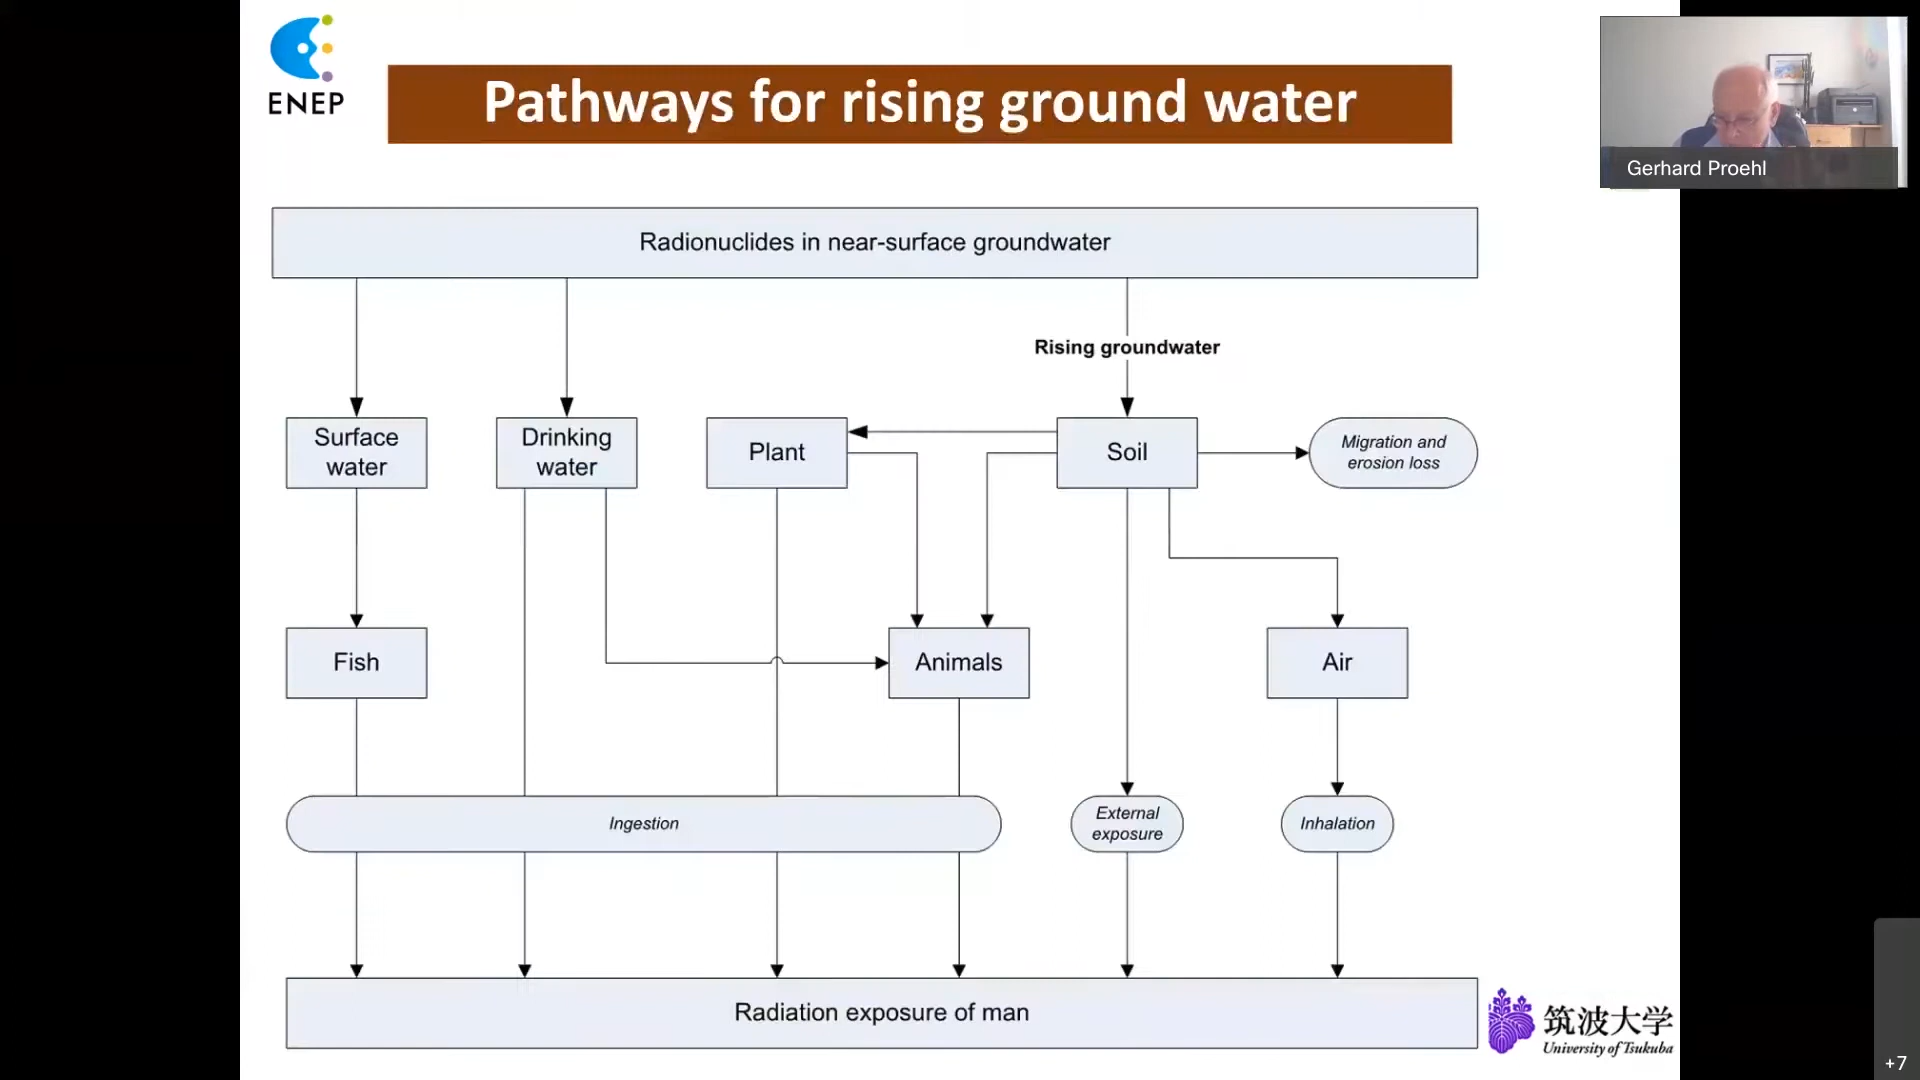 ENEP
Pathways for rising ground water
Gerhard Proehl
Radionuclides in near-surface groundwater
Rising groundwater
Surface
water
Drinking
water
Plant
Soil
Migration and
erosion loss
Fish
Animals
Air
Ingestion
External
exposure
Inhalation
Radiation exposure of man
筑波大学
University of Tsukuba
+7